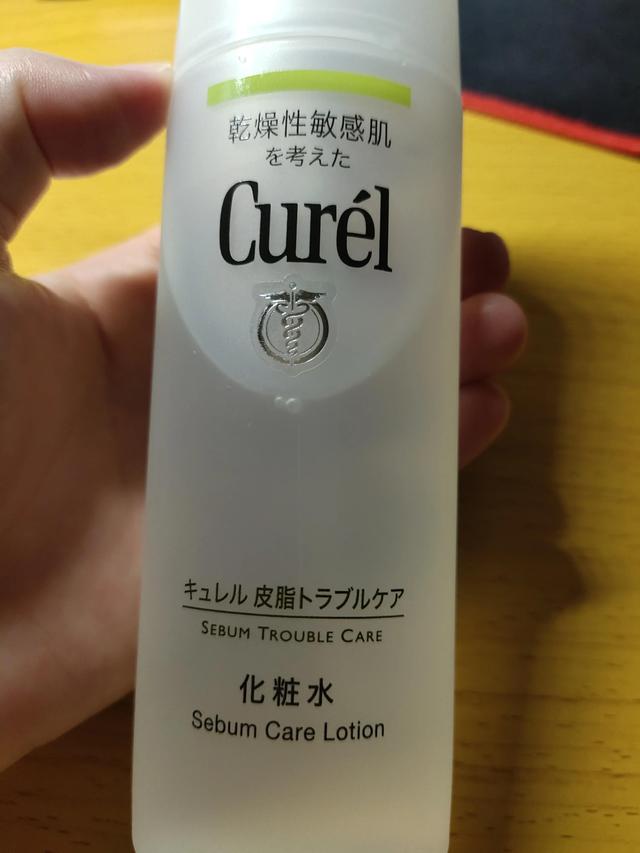 乾燥性敏感肌
を考えた
Curél
キュレル 皮脂トラブルケア
SEBUM TROUBLE CARE
化粧水
Sebum Care Lotion